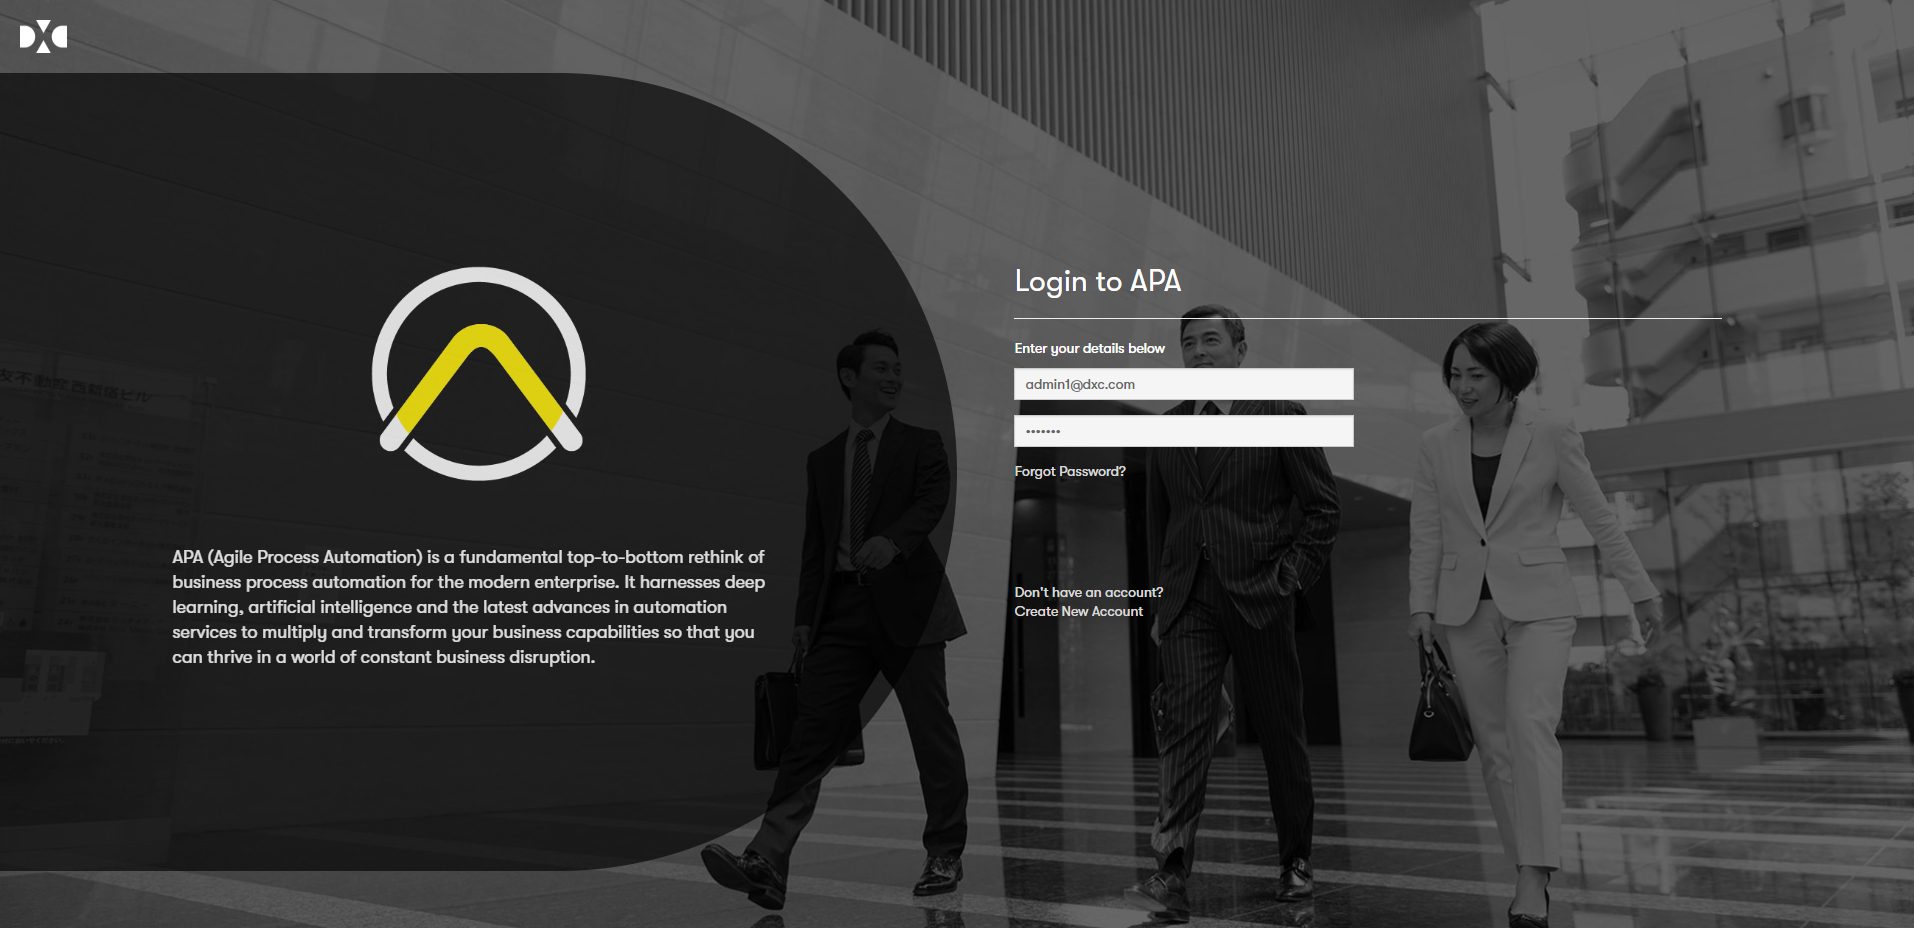 DXC
Login to APA
Enter your details below
admin1@dxc.com
•••••••
Forgot Password?
Don't have an account?
Create New Account
APA (Agile Process Automation) is a fundamental top-to-bottom rethink of
business process automation for the modern enterprise. It harnesses deep
learning, artificial intelligence and the latest advances in automation
services to multiply and transform your business capabilities so that you
can thrive in a world of constant business disruption.